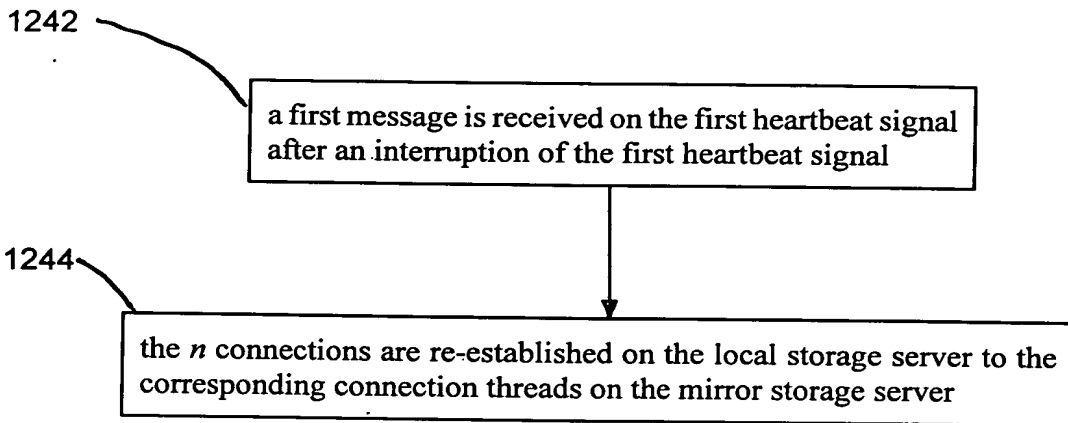 1242
a first message is received on the first heartbeat signal
after an interruption of the first heartbeat signal
1244
the n connections are re-established on the local storage server to the
corresponding connection threads on the mirror storage server